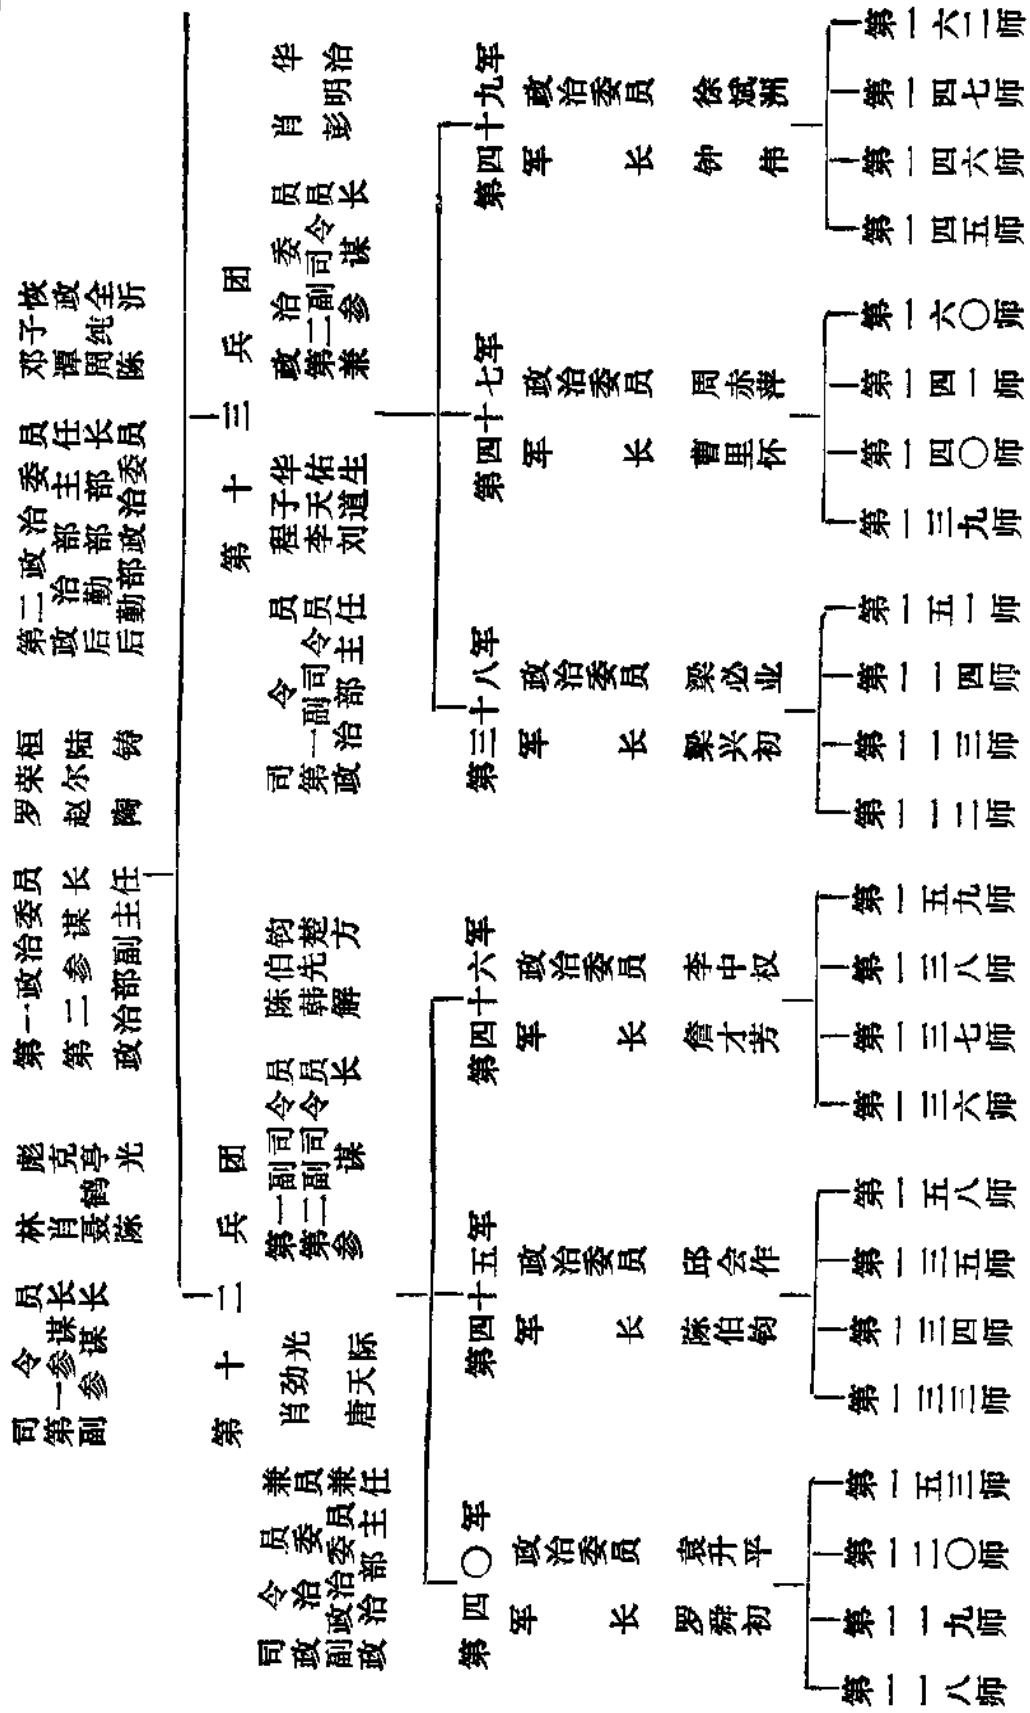 司令员 林彪 第一政治委员 罗荣桓 第二政治委员 邓子恢
第一参谋长 肖克 第二参谋长 赵尔陆 政治部主任 谭政
副参谋长 聂鹤亭 陈光 政治部副主任 陶铸 后勤部部长 周纯全
后勤部政治委员 陈沂
第十二兵团
司令员兼
政治委员 肖劲光
副政治委员兼
政治部主任 唐天际
第一副司令员 陈伯钧
第二副司令员 韩先楚
参谋长 解方
第十三兵团
司令员 程子华 政治委员 肖华
第一副司令员 李天佑 第二副司令员
政治部主任 刘道生 兼参谋长 彭明治
第四〇军
政治委员 袁升平
军长 罗舜初
第一一八师
第一一九师
第一二〇师
第一五三师
第四十五军
政治委员 邱会作
军长 陈伯钧
第一三三师
第一三四师
第一三五师
第一五八师
第四十六军
政治委员 李中权
军长 詹才芳
第一三六师
第一三七师
第一三八师
第一五九师
第三十八军
政治委员 梁必业
军长 梁兴初
第一一二师
第一一三师
第一一四师
第一五一师
第四十七军
政治委员 周赤萍
军长 曹里怀
第一三九师
第一四〇师
第一四一师
第一六〇师
第四十九军
政治委员 徐斌洲
军长 钟伟
第一四五师
第一四六师
第一四七师
第一六二师